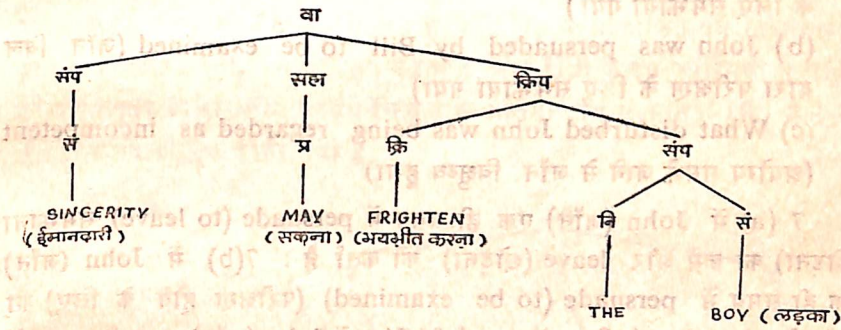 वा
संप सहा क्रिप
सं प्र क्रि संप
SINCERITY MAY FRIGHTEN नि सं
(ईमानदारी) (सकना) (भयभीत करना)
THE BOY (लड़का)